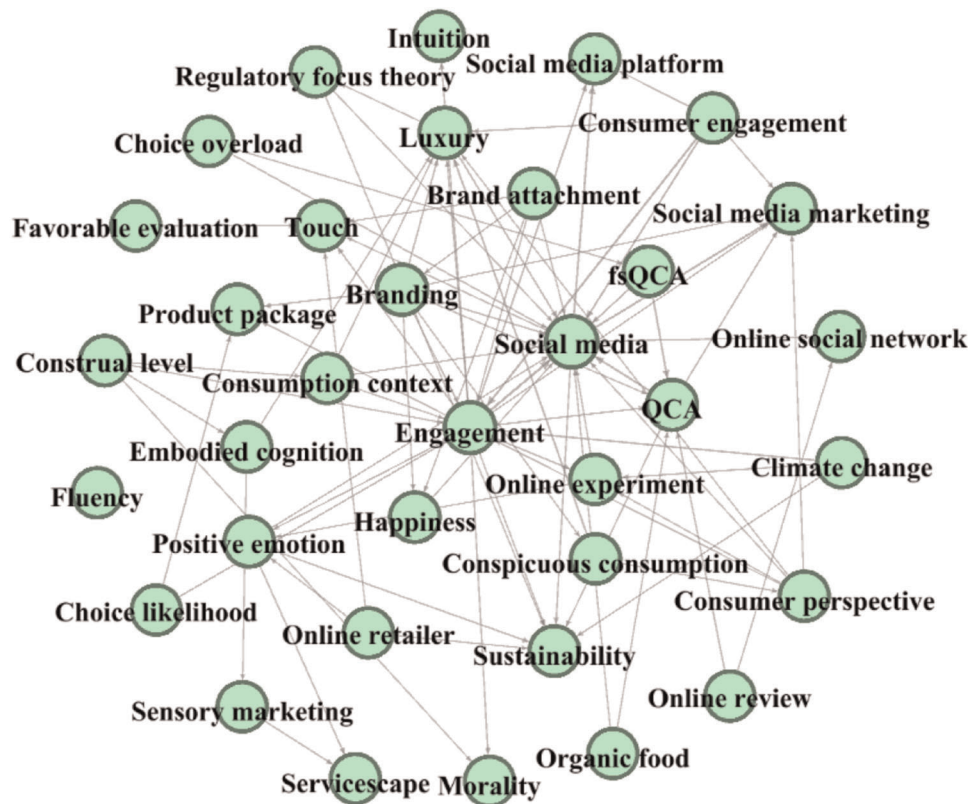 Intuition
Social media platform
Regulatory focus theory
Consumer engagement
Choice overload
Luxury
Brand attachment
Social media marketing
Favorable evaluation
Touch
fsQCA
Branding
Product package
Social media
Online social network
Construal level
Consumption context
QCA
Engagement
Embodied cognition
Climate change
Online experiment
Fluency
Happiness
Positive emotion
Conspicuous consumption
Consumer perspective
Choice likelihood
Online retailer
Sustainability
Online review
Sensory marketing
Organic food
Servicescape
Morality